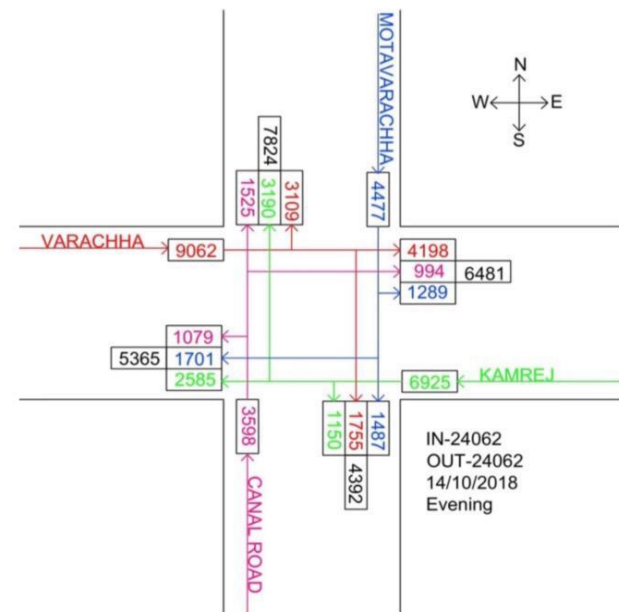 MOTAVARACHHA
N
W
E
S
7824
1525
3190
3109
4477
VARACHHA
9062
4198
994
6481
1289
1079
5365
1701
2585
6925
KAMREJ
3598
1150
1755
1487
4392
CANAL ROAD
IN-24062
OUT-24062
14/10/2018
Evening